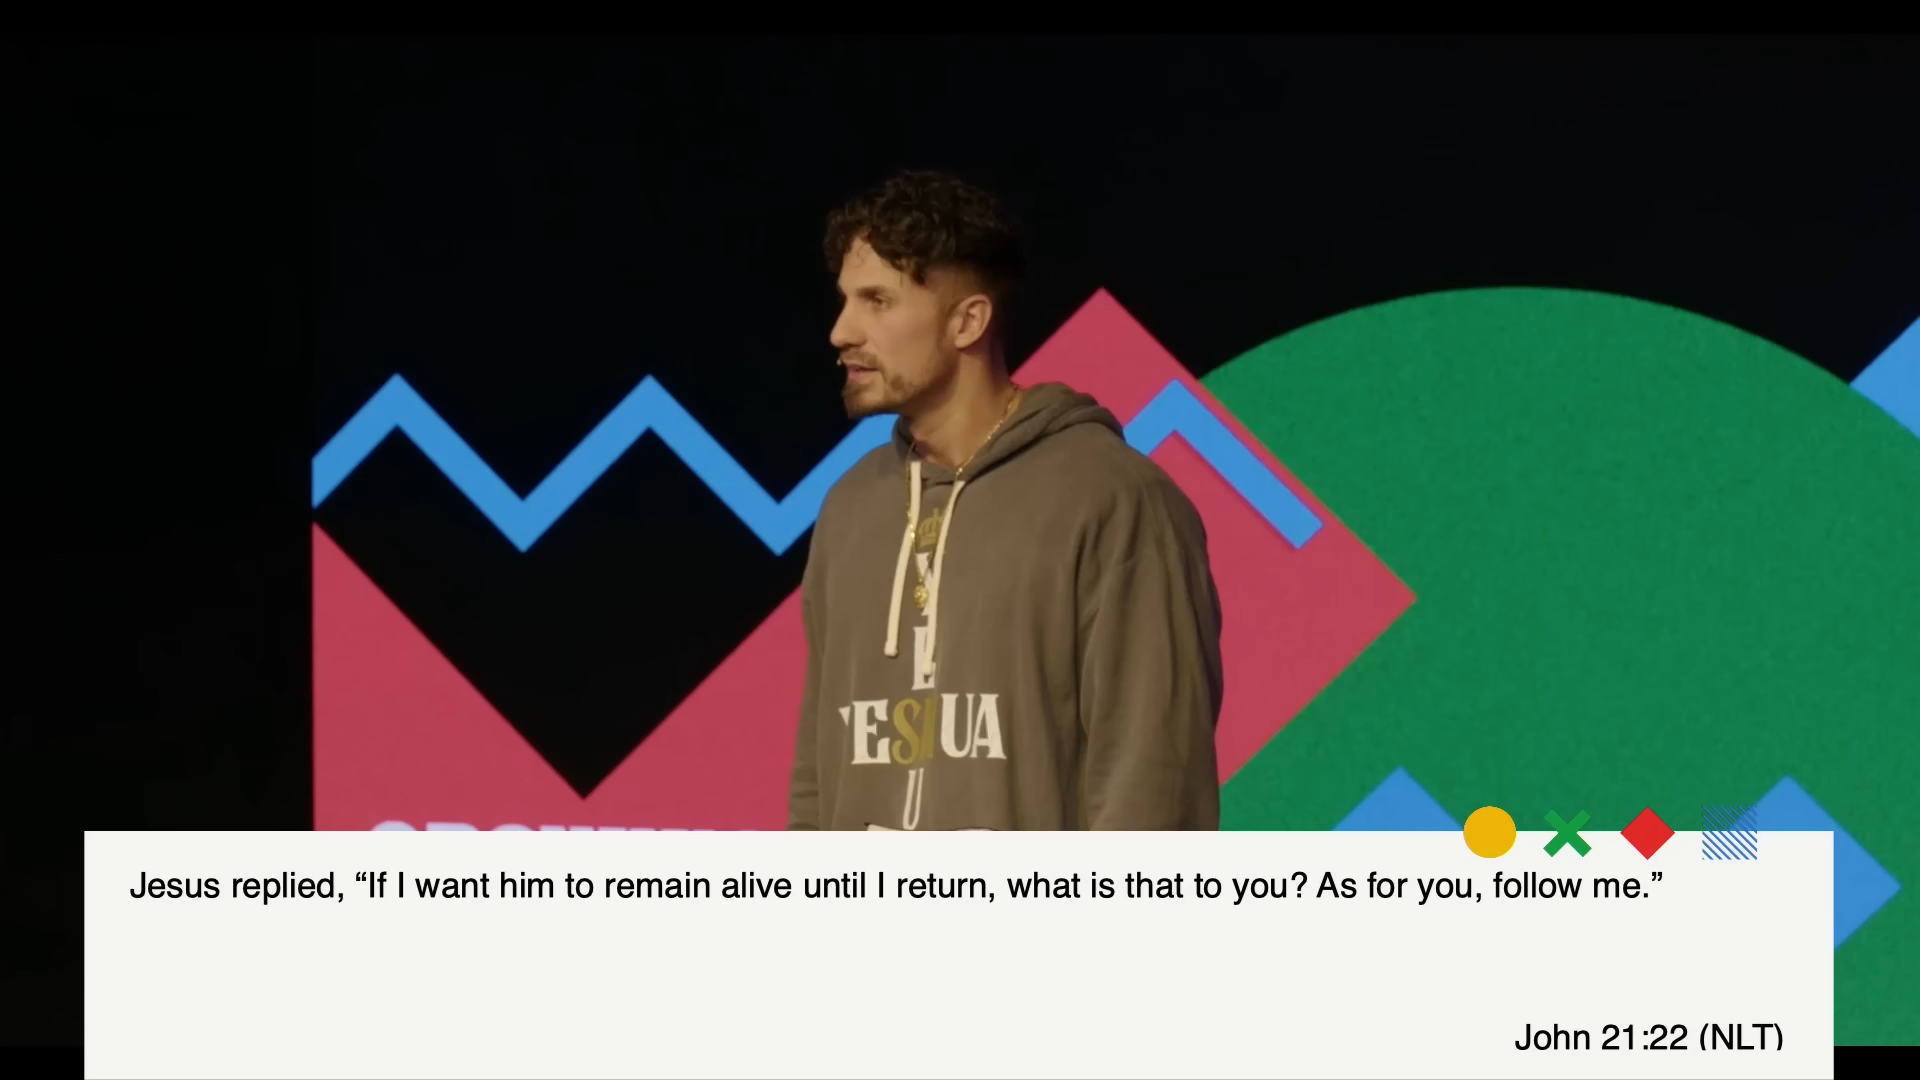 YESHUA
Jesus replied, “If I want him to remain alive until I return, what is that to you? As for you, follow me.”
John 21:22 (NLT)